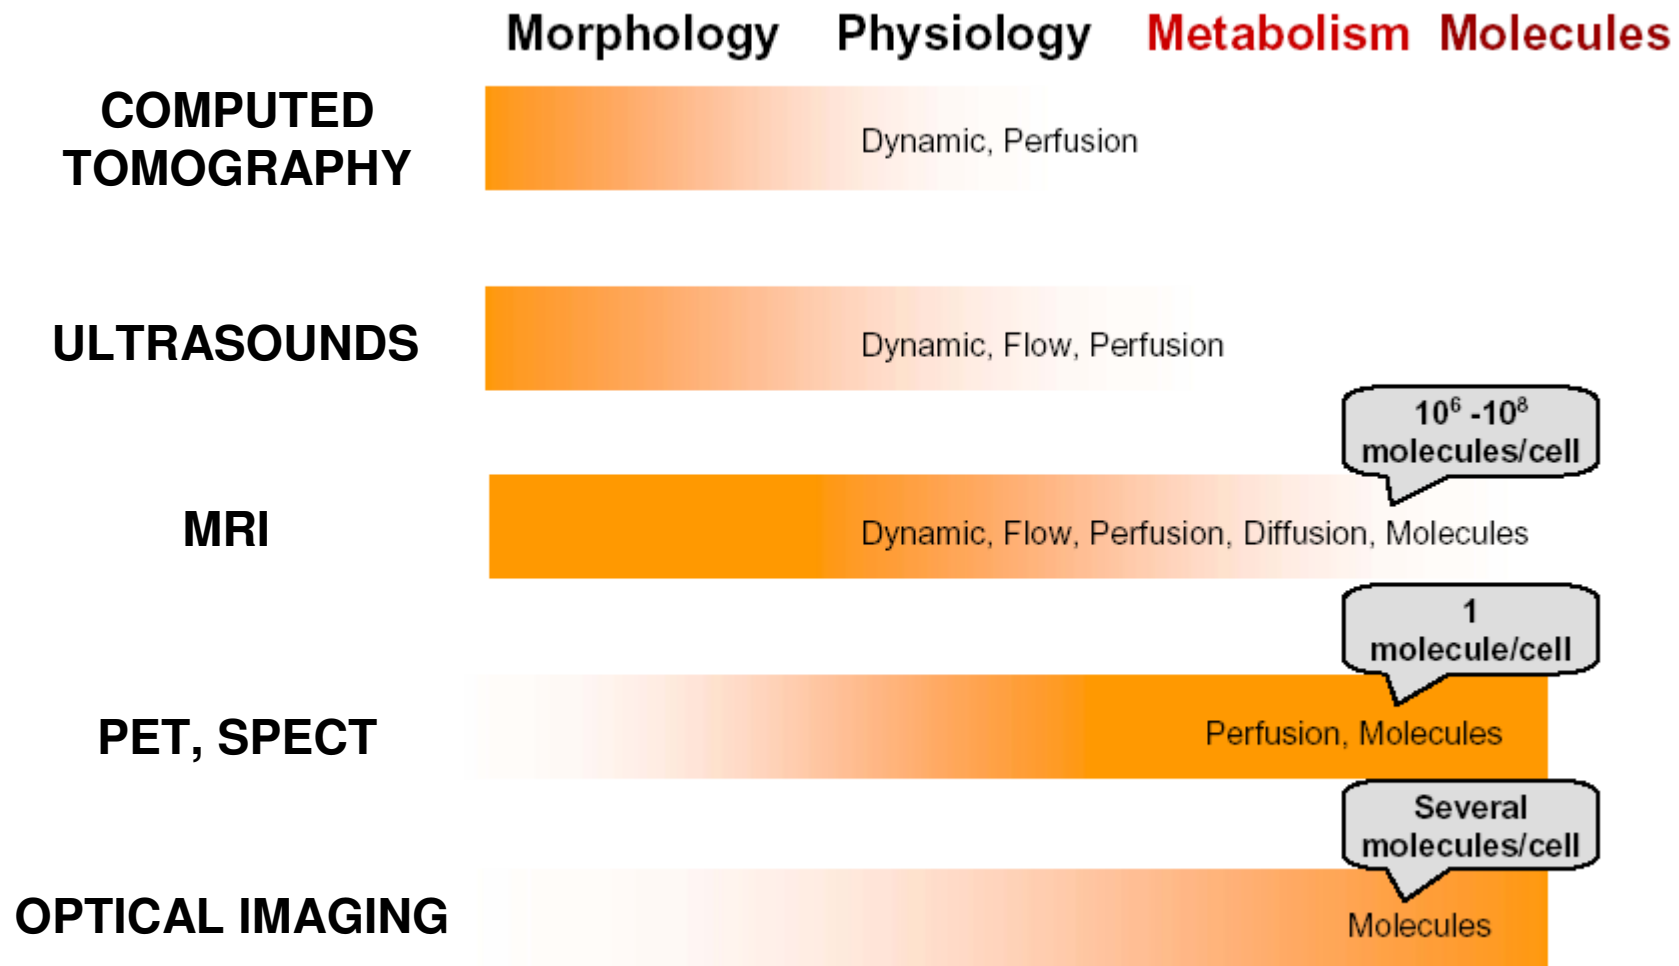 Morphology Physiology Metabolism Molecules
COMPUTED
TOMOGRAPHY
Dynamic, Perfusion
ULTRASOUNDS
Dynamic, Flow, Perfusion
10⁶ -10⁸
molecules/cell
MRI
Dynamic, Flow, Perfusion, Diffusion, Molecules
1
molecule/cell
PET, SPECT
Perfusion, Molecules
Several
molecules/cell
OPTICAL IMAGING
Molecules